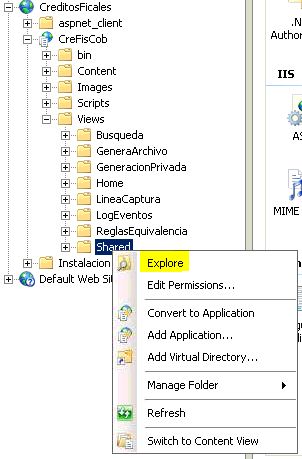 CreditosFicales
aspnet_client
CreFisCob
bin
Content
Images
Scripts
Views
Busqueda
GeneraArchivo
GeneracionPrivada
Home
LineaCaptura
LogEventos
ReglasEquivalencia
Shared
Instalacion
Default Web Si
Explore
Edit Permissions...
Convert to Application
Add Application...
Add Virtual Directory...
Manage Folder
Refresh
Switch to Content View
.N
Author
IIS
AS
MIME